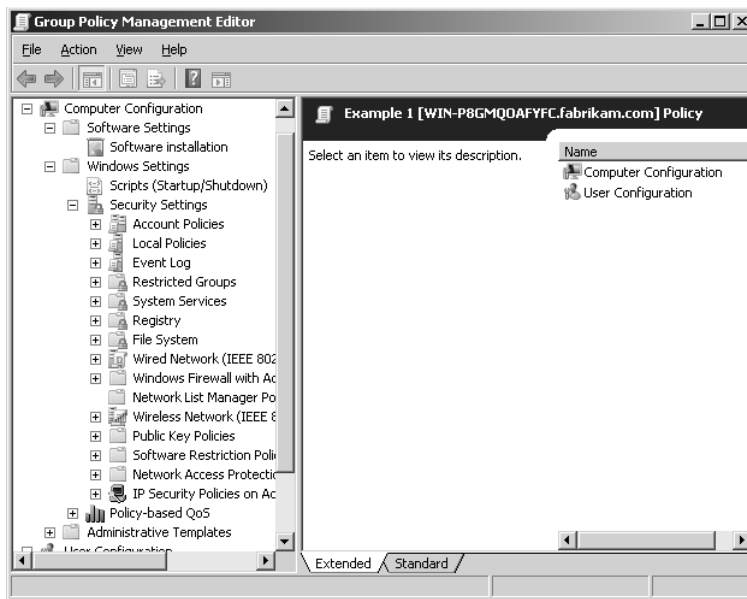 Group Policy Management Editor
File Action View Help
Computer Configuration
Software Settings
Software installation
Windows Settings
Scripts (Startup/Shutdown)
Security Settings
Account Policies
Local Policies
Event Log
Restricted Groups
System Services
Registry
File System
Wired Network (IEEE 802
Windows Firewall with Ad
Network List Manager Po
Wireless Network (IEEE 8
Public Key Policies
Software Restriction Poli
Network Access Protectio
IP Security Policies on Ac
Policy-based QoS
Administrative Templates
User Configuration
Example 1 [WIN-P8GMQOAFYFC.fabrikam.com] Policy
Select an item to view its description.
Name
Computer Configuration
User Configuration
Extended Standard